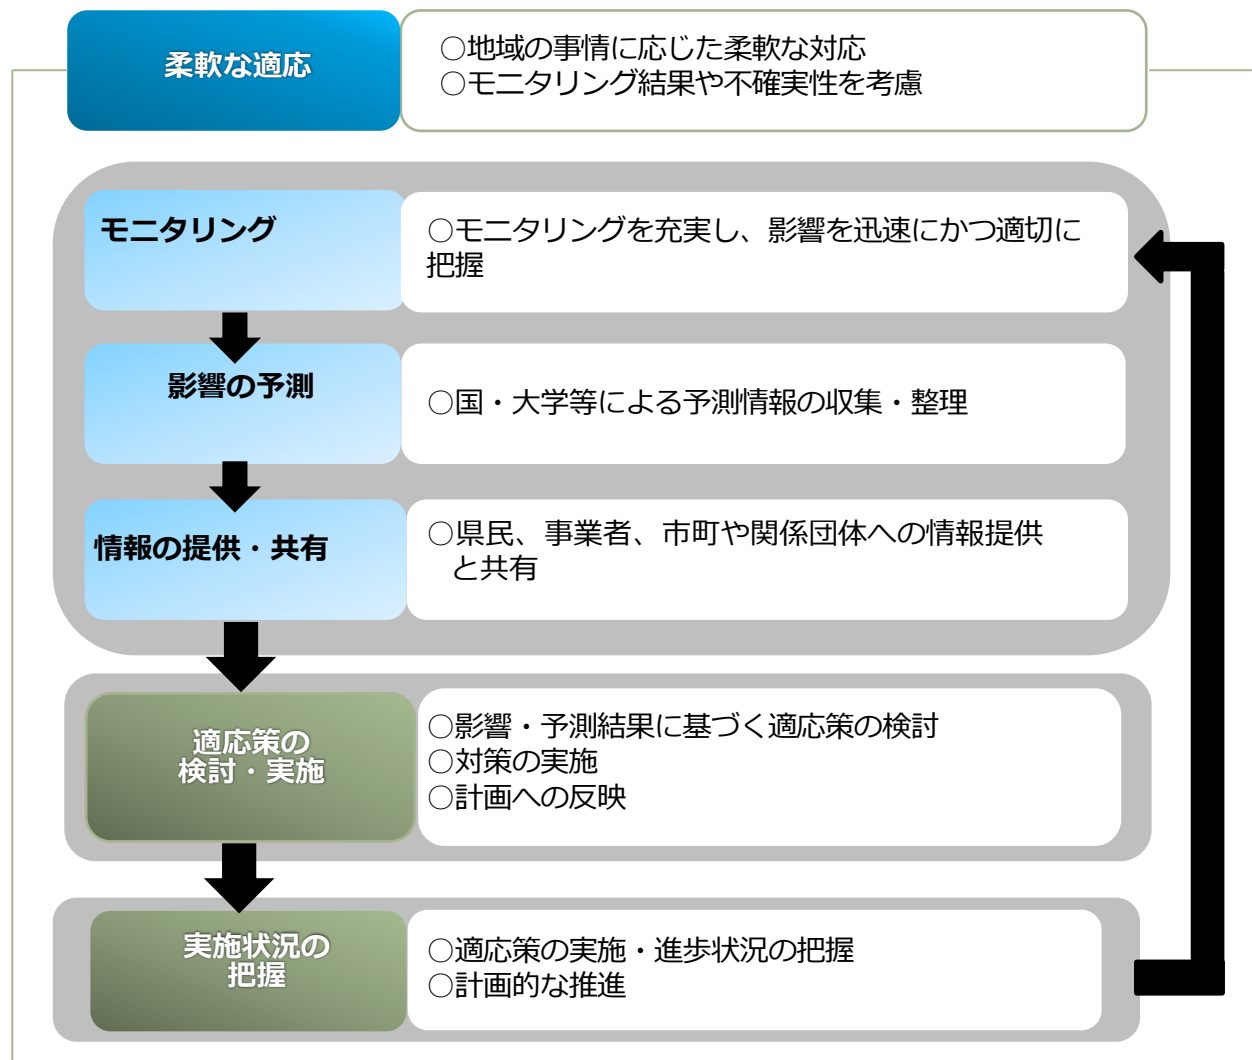 柔軟な適応
○地域の事情に応じた柔軟な対応
○モニタリング結果や不確実性を考慮
モニタリング
○モニタリングを充実し、影響を迅速にかつ適切に
把握
影響の予測
○国・大学等による予測情報の収集・整理
情報の提供・共有
○県民、事業者、市町や関係団体への情報提供
と共有
適応策の
検討・実施
○影響・予測結果に基づく適応策の検討
○対策の実施
○計画への反映
実施状況の
把握
○適応策の実施・進歩状況の把握
○計画的な推進